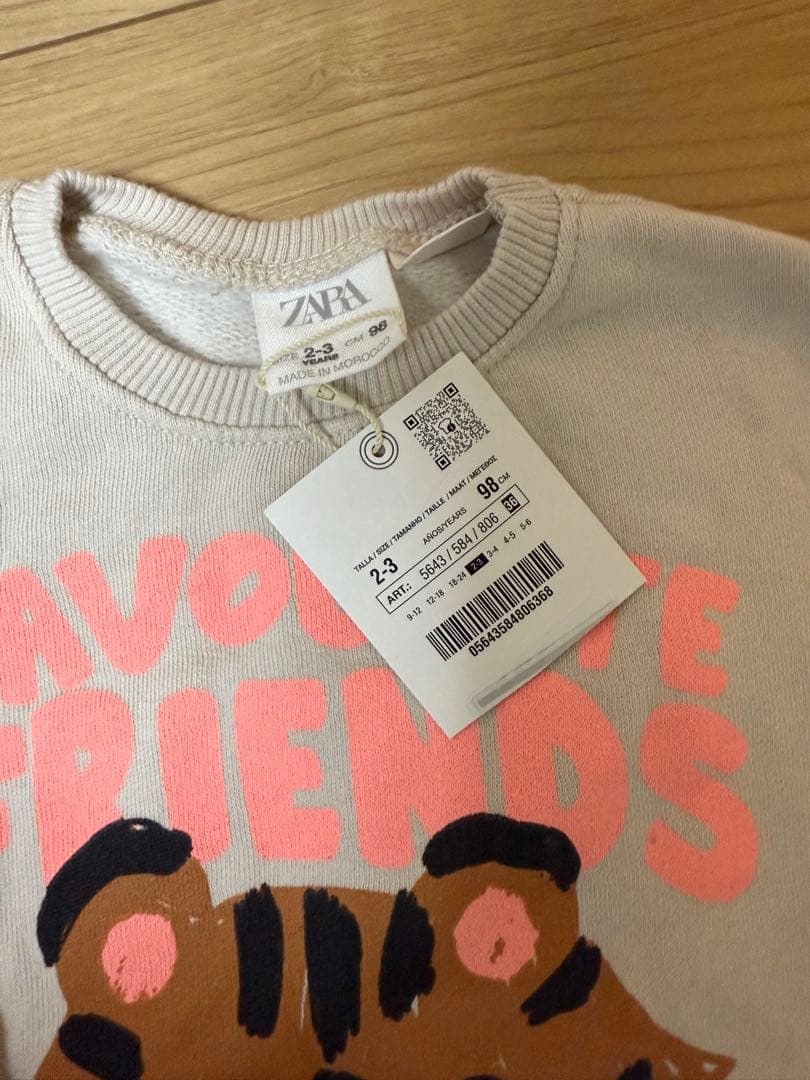 ZARA
SIZE 2-3 YEARS CM 98
MADE IN MOROCCO
TALLA / SIZE / TAMANHO / TAILLE / MAAT / ΜΕΓΕΘΟΣ
2-3 AÑOS/YEARS 98 CM
ART.: 5643 / 584 / 806 36
9-12 12-18 18-24 2-3 3-4 4-5 5-6
05643584806368
FRIENDS